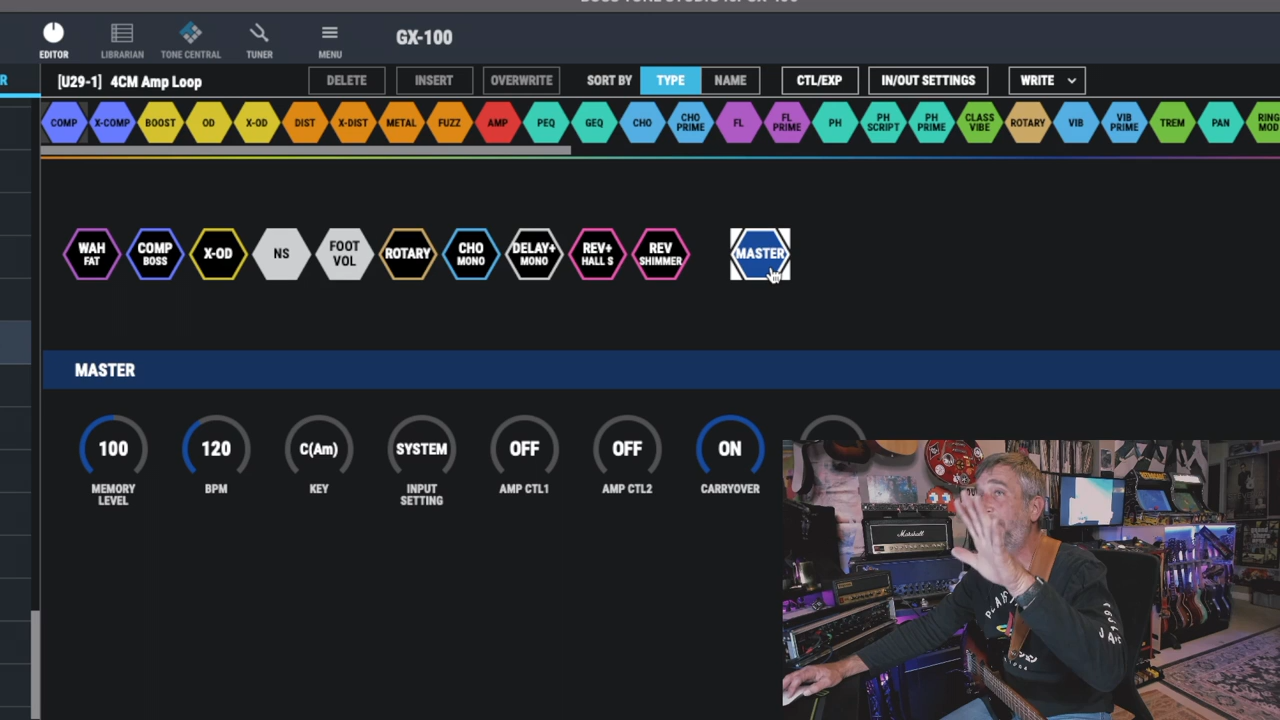 EDITOR
LIBRARIAN
TONE CENTRAL
TUNER
MENU
GX-100
[U29-1] 4CM Amp Loop
DELETE
INSERT
OVERWRITE
SORT BY
TYPE
NAME
CTL/EXP
IN/OUT SETTINGS
WRITE
COMP
X-COMP
BOOST
OD
X-OD
DIST
X-DIST
METAL
FUZZ
AMP
PEQ
GEQ
CHO
CHO
PRIME
FL
FL
PRIME
PH
PH
SCRIPT
PH
PRIME
CLASS
VIBE
ROTARY
VIB
VIB
PRIME
TREM
PAN
RING
MOD
WAH
FAT
COMP
BOSS
X-OD
NS
FOOT
VOL
ROTARY
CHO
MONO
DELAY+
MONO
REV+
HALL S
REV
SHIMMER
MASTER
MASTER
100
120
C(Am)
SYSTEM
OFF
OFF
ON
MEMORY
LEVEL
BPM
KEY
INPUT
SETTING
AMP CTL1
AMP CTL2
CARRYOVER
Marshall